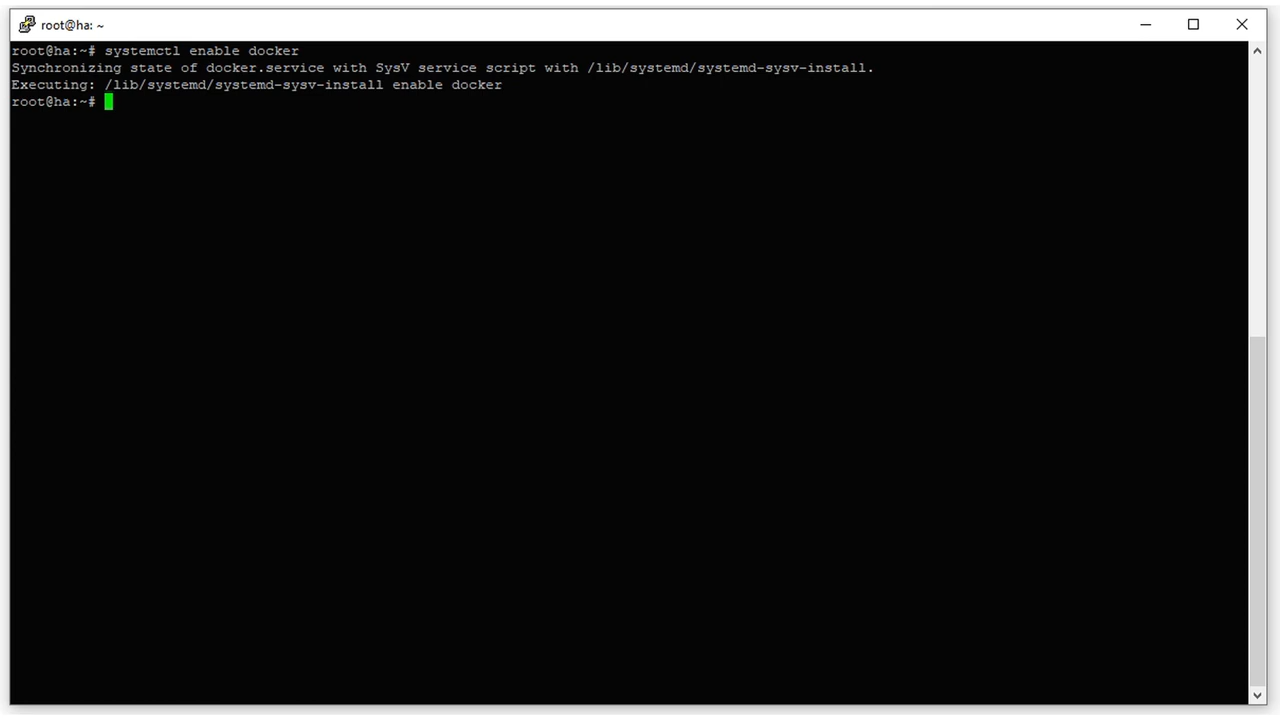 root@ha: ~
root@ha:~# systemctl enable docker
Synchronizing state of docker.service with SysV service script with /lib/systemd/systemd-sysv-install.
Executing: /lib/systemd/systemd-sysv-install enable docker
root@ha:~#